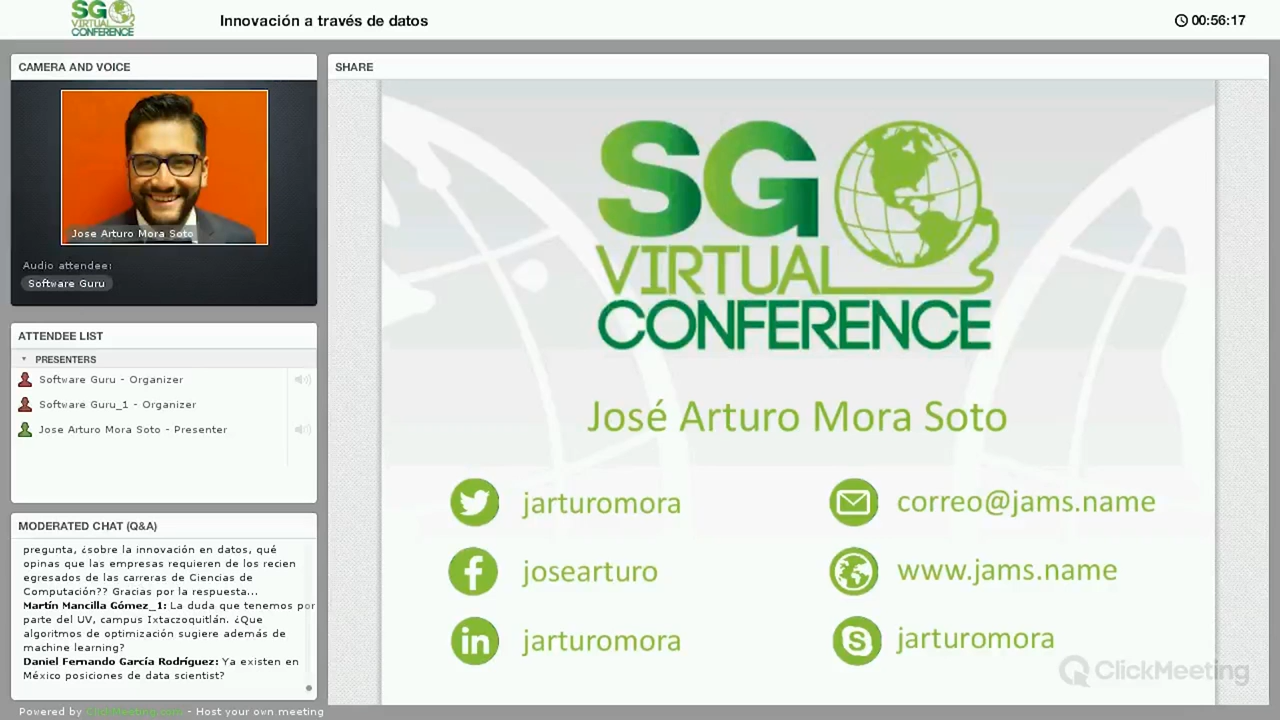 SG
VIRTUAL
CONFERENCE
Innovación a través de datos
00:56:17
CAMERA AND VOICE
Jose Arturo Mora Soto
Audio attendee:
Software Guru
ATTENDEE LIST
PRESENTERS
Software Guru - Organizer
Software Guru_1 - Organizer
Jose Arturo Mora Soto - Presenter
MODERATED CHAT (Q&A)
pregunta, ¿sobre la innovación en datos, qué
opinas que las empresas requieren de los recien
egresados de las carreras de Ciencias de
Computación?? Gracias por la respuesta...
Martín Mancilla Gómez_1: La duda que tenemos por
parte del UV, campus Ixtaczoquitlán. ¿Que
algoritmos de optimización sugiere además de
machine learning?
Daniel Fernando García Rodríguez: Ya existen en
México posiciones de data scientist?
Powered by ClickMeeting.com - Host your own meeting
SHARE
SG
VIRTUAL
CONFERENCE
José Arturo Mora Soto
jarturomora
correo@jams.name
josearturo
www.jams.name
jarturomora
jarturomora
ClickMeeting